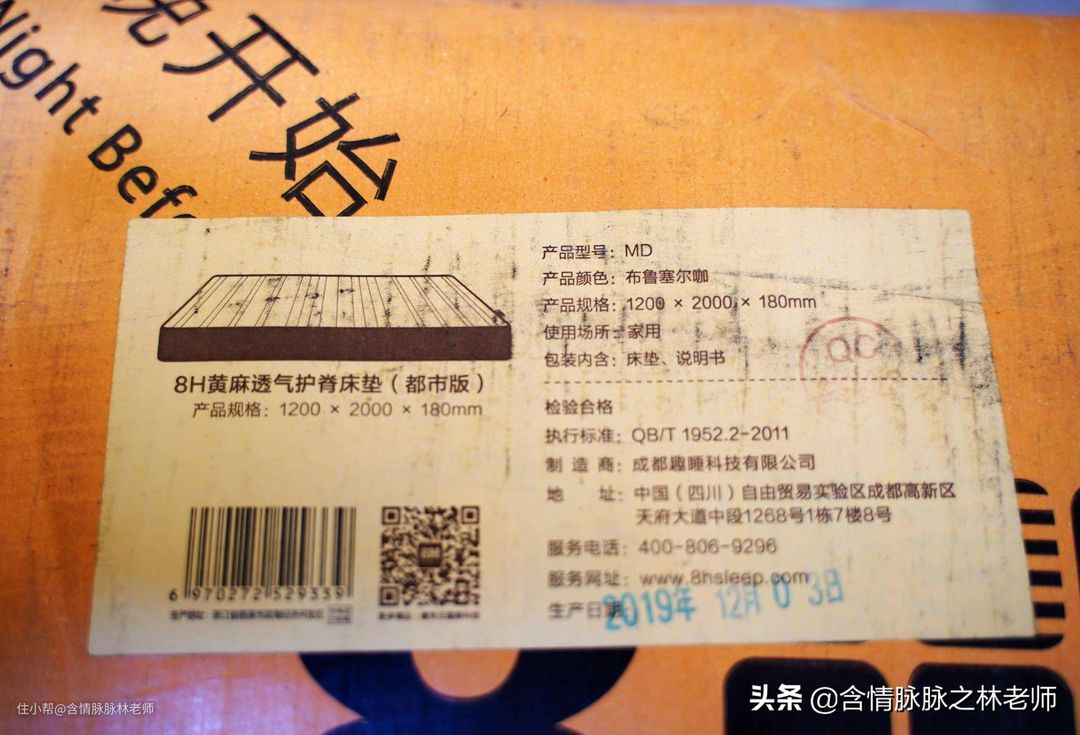 晚开始
Night Befo
8H黄麻透气护脊床垫（都市版）
产品规格：1200 × 2000 × 180mm
6 970272 529339
产品型号：MD
产品颜色：布鲁塞尔咖
产品规格：1200 × 2000 × 180mm
使用场所：家用
包装内含：床垫、说明书
QC
检验合格
执行标准：QB/T 1952.2-2011
制 造 商：成都趣睡科技有限公司
地 址：中国（四川）自由贸易实验区成都高新区
天府大道中段1268号1栋7楼8号
服务电话：400-806-9296
服务网址：www.8hsleep.com
生产日期：2019年 12月 0 3日
住小帮@含情脉脉林老师
头条 @含情脉脉之林老师